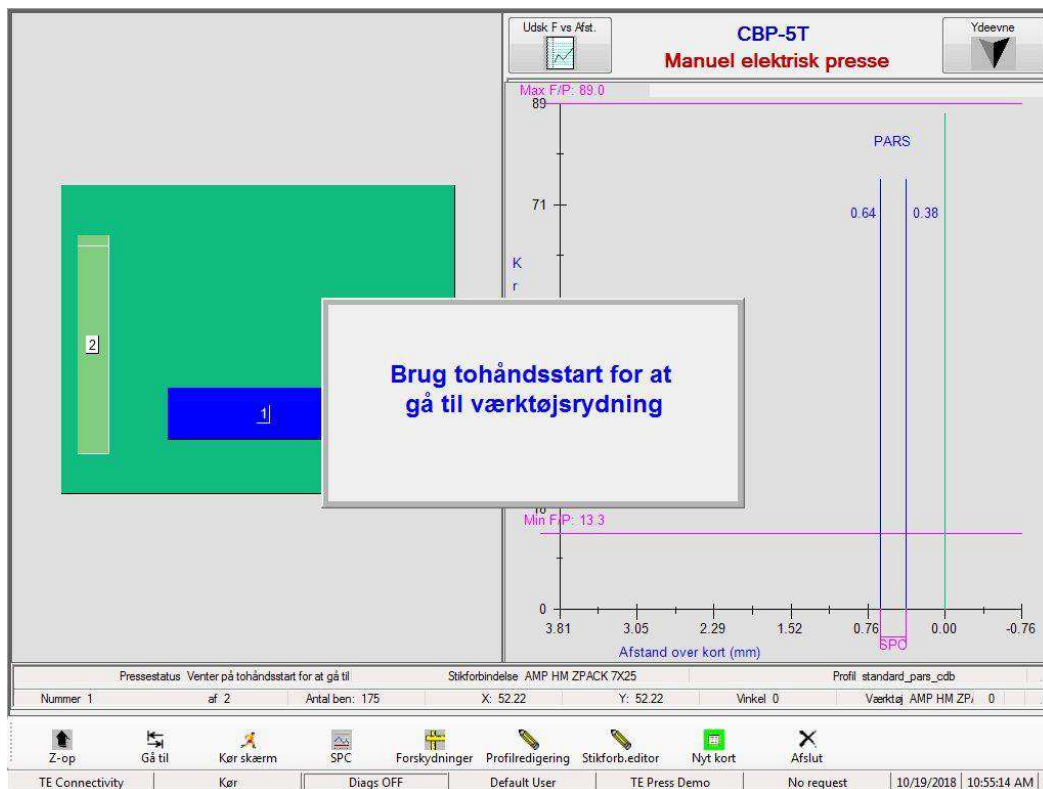 Udsk F vs Afst.
CBP-5T
Manuel elektrisk presse
Ydeevne
Max F/P: 89.0
89
PARS
71
0.64
0.38
K
r
2
1
Brug tohåndsstart for at
gå til værktøjsrydning
Min F/P: 13.3
0
3.81
3.05
2.29
1.52
0.76
0.00
-0.76
SPC
Afstand over kort (mm)
Pressestatus Venter på tohåndsstart for at gå til
Stikforbindelse AMP HM ZPACK 7X25
Profil standard_pars_cdb
Nummer 1
af 2
Antal ben: 175
X: 52.22
Y: 52.22
Vinkel 0
Værktøj AMP HM ZP/ 0
Z-op
Gå til
Kør skærm
SPC
Forskydninger
Profilredigering
Stikforb.editor
Nyt kort
Afslut
TE Connectivity
Kør
Diags OFF
Default User
TE Press Demo
No request
10/19/2018
10:55:14 AM